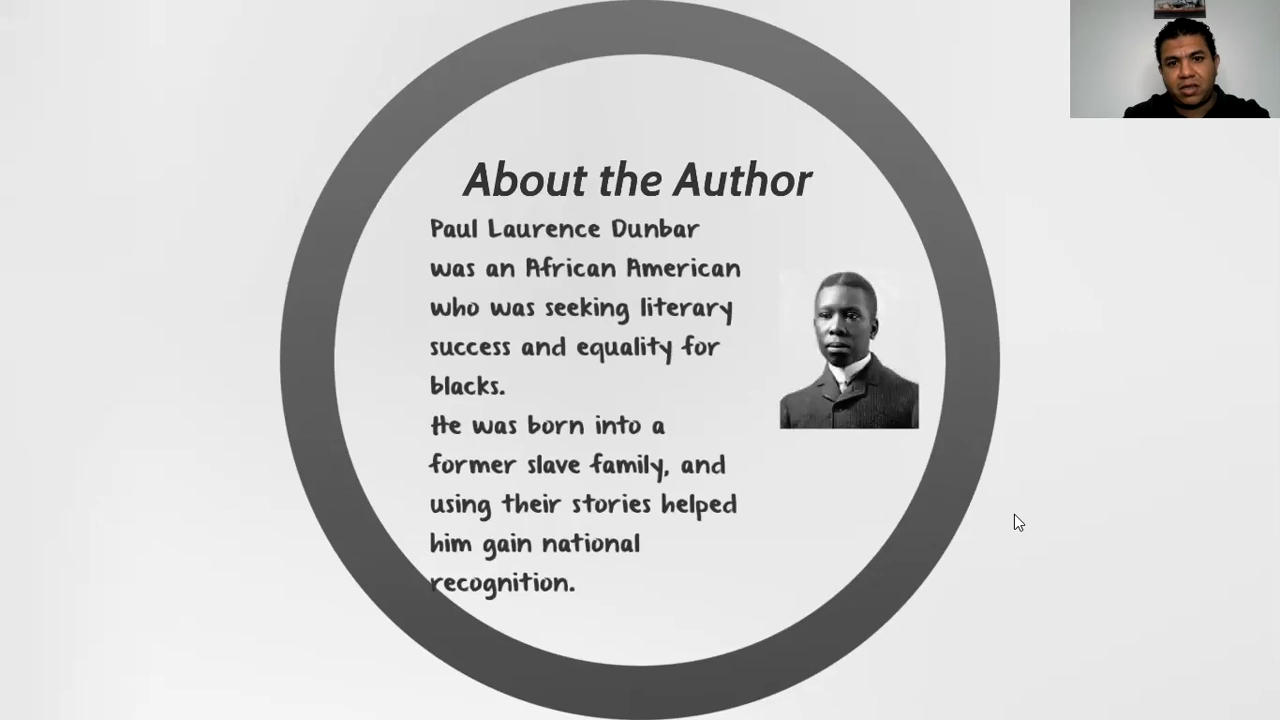 About the Author
Paul Laurence Dunbar
was an African American
who was seeking literary
success and equality for
blacks.
He was born into a
former slave family, and
using their stories helped
him gain national
recognition.